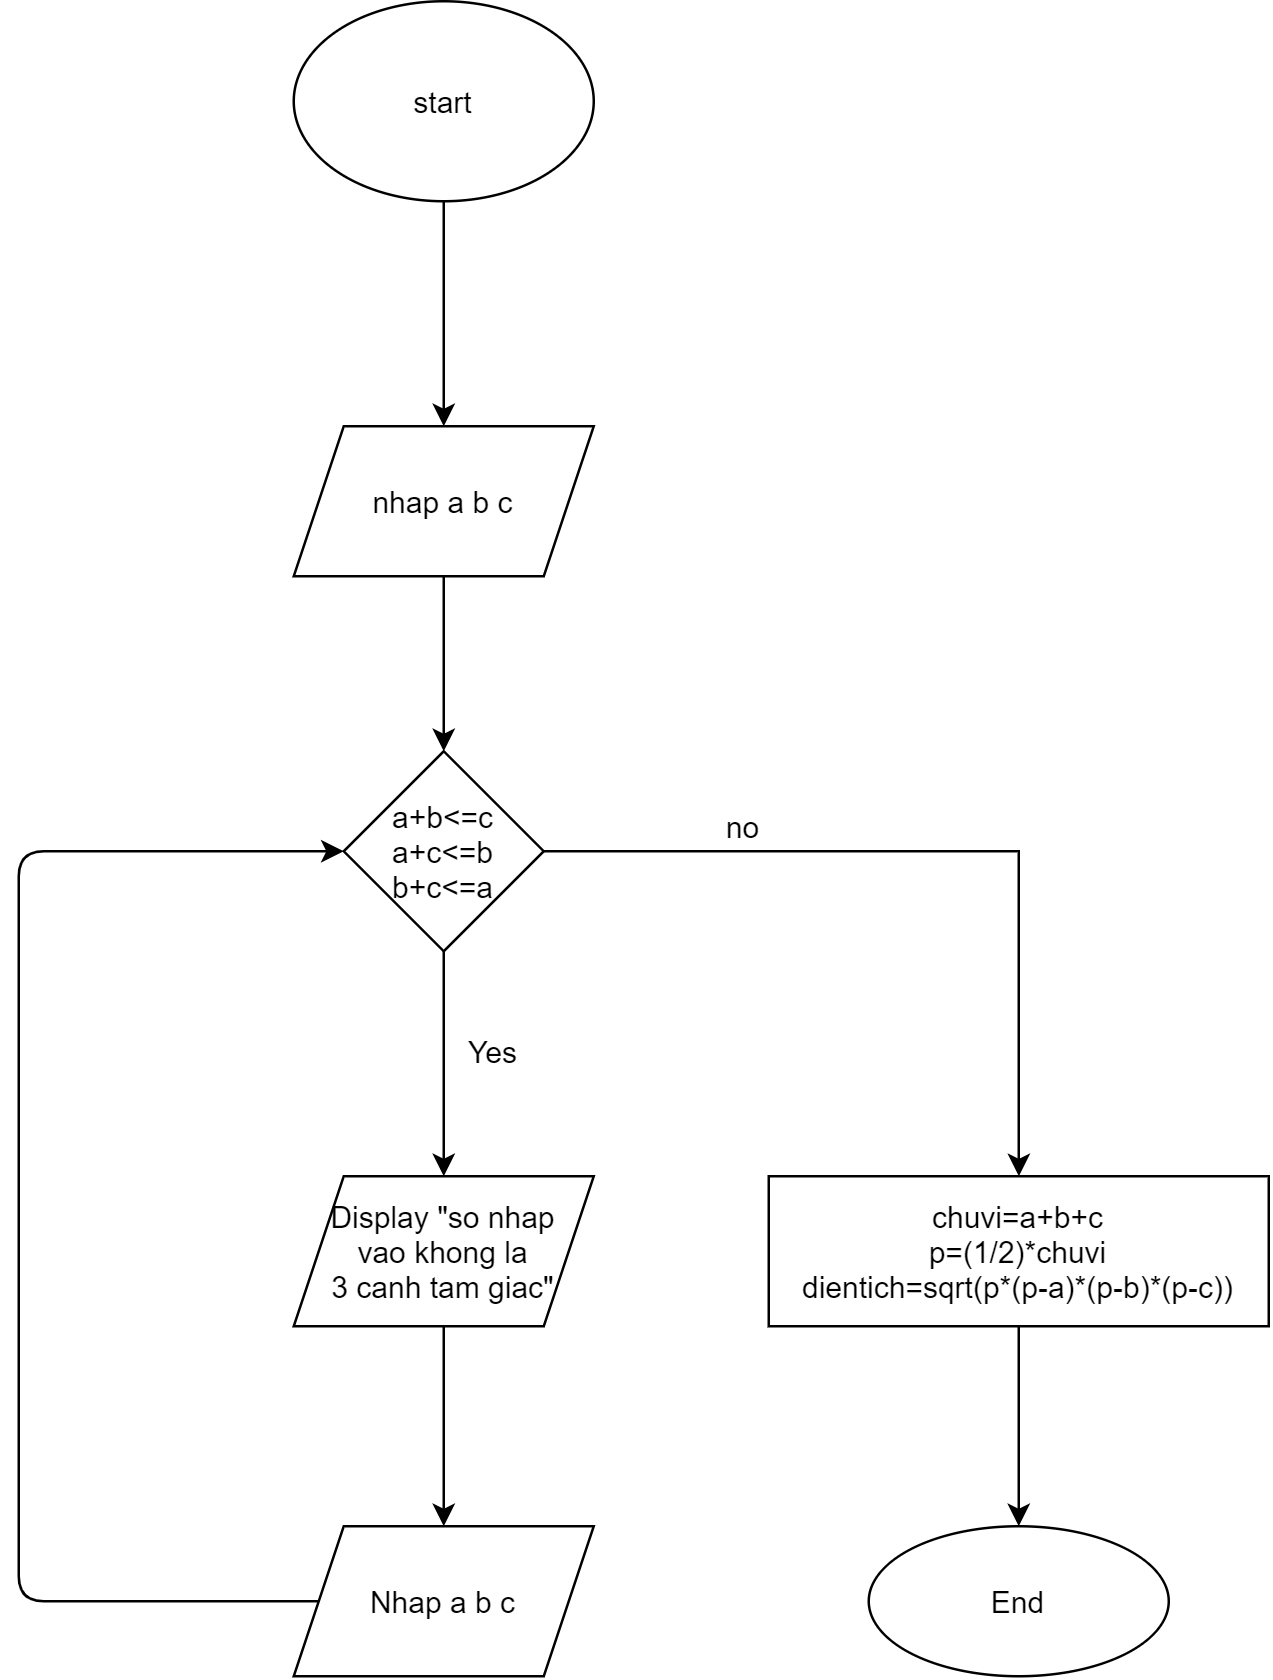 start
nhap a b c
a+b<=c
a+c<=b
b+c<=a
no
Yes
Display "so nhap
vao khong la
3 canh tam giac"
chuvi=a+b+c
p=(1/2)*chuvi
dientich=sqrt(p*(p-a)*(p-b)*(p-c))
Nhap a b c
End